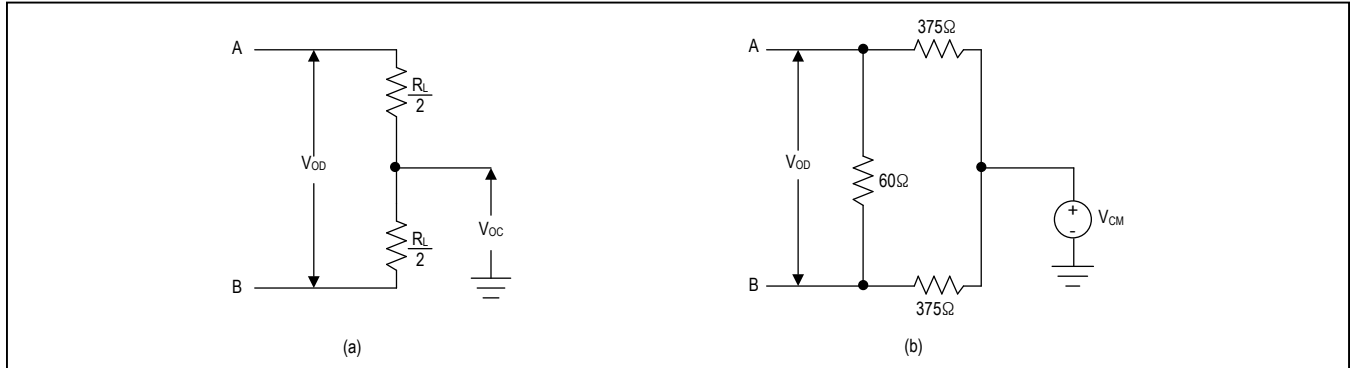 A
R_L
2
V_OD
V_OC
R_L
2
B
(a)
375Ω
A
V_OD
60Ω
+
-
V_CM
B
375Ω
(b)